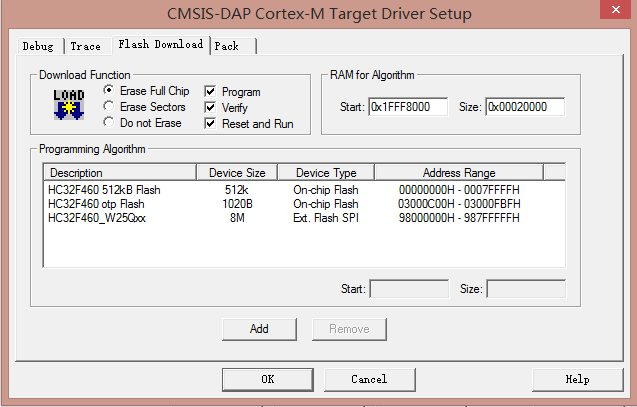 CMSIS-DAP Cortex-M Target Driver Setup
Debug Trace Flash Download Pack
Download Function
LOAD
Erase Full Chip
Erase Sectors
Do not Erase
Program
Verify
Reset and Run
RAM for Algorithm
Start: 0x1FFF8000 Size: 0x00020000
Programming Algorithm
Description Device Size Device Type Address Range
HC32F460 512kB Flash 512k On-chip Flash 00000000H - 0007FFFFH
HC32F460 otp Flash 1020B On-chip Flash 03000C00H - 03000FBFH
HC32F460_W25Qxx 8M Ext. Flash SPI 98000000H - 987FFFFFH
Start: Size:
Add Remove
OK Cancel Help